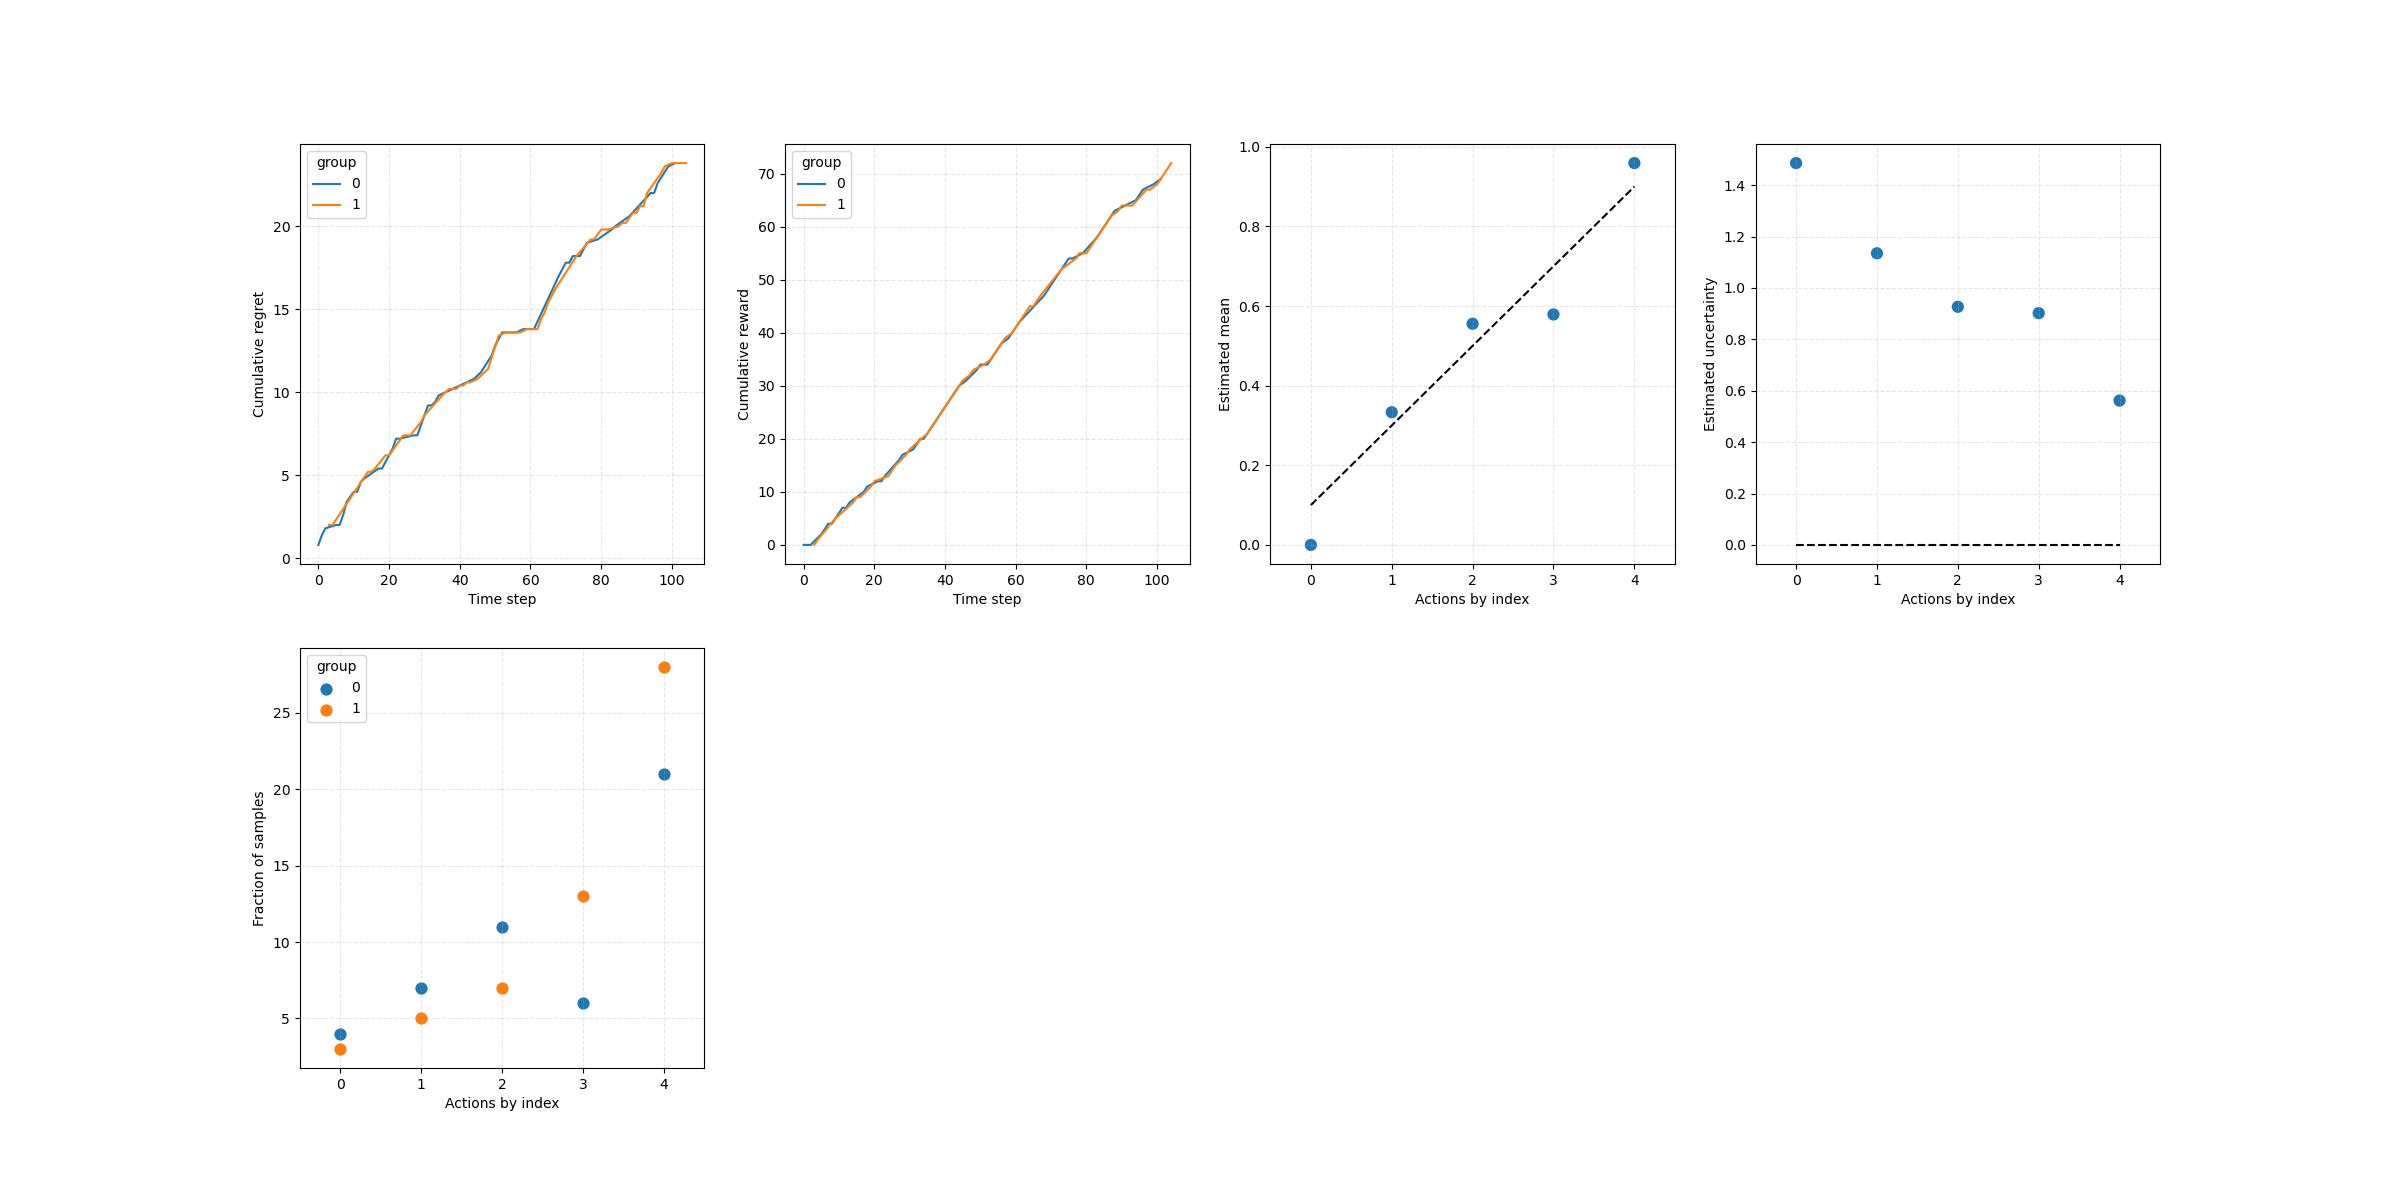 group
0
1
20
15
10
5
0
Cumulative regret
0 20 40 60 80 100
Time step
group
0
1
70
60
50
40
30
20
10
0
Cumulative reward
0 20 40 60 80 100
Time step
1.0
0.8
0.6
0.4
0.2
0.0
Estimated mean
0 1 2 3 4
Actions by index
1.4
1.2
1.0
0.8
0.6
0.4
0.2
0.0
Estimated uncertainty
0 1 2 3 4
Actions by index
group
0
1
25
20
15
10
5
Fraction of samples
0 1 2 3 4
Actions by index